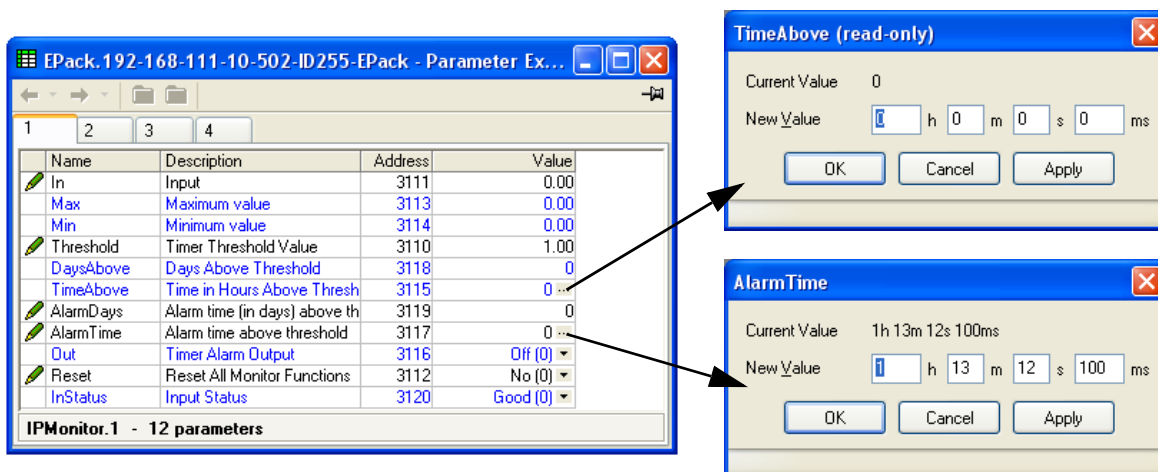 EPack.192-168-111-10-502-ID255-EPack - Parameter Ex...
1 2 3 4
Name Description Address Value
In Input 3111 0.00
Max Maximum value 3113 0.00
Min Minimum value 3114 0.00
Threshold Timer Threshold Value 3110 1.00
DaysAbove Days Above Threshold 3118 0
TimeAbove Time in Hours Above Thresh 3115 0 ...
AlarmDays Alarm time (in days) above th 3119 0
AlarmTime Alarm time above threshold 3117 0 ...
Out Timer Alarm Output 3116 Off (0)
Reset Reset All Monitor Functions 3112 No (0)
InStatus Input Status 3120 Good (0)
IPMonitor.1 - 12 parameters
TimeAbove (read-only)
Current Value 0
New Value 0 h 0 m 0 s 0 ms
OK Cancel Apply
AlarmTime
Current Value 1h 13m 12s 100ms
New Value 1 h 13 m 12 s 100 ms
OK Cancel Apply